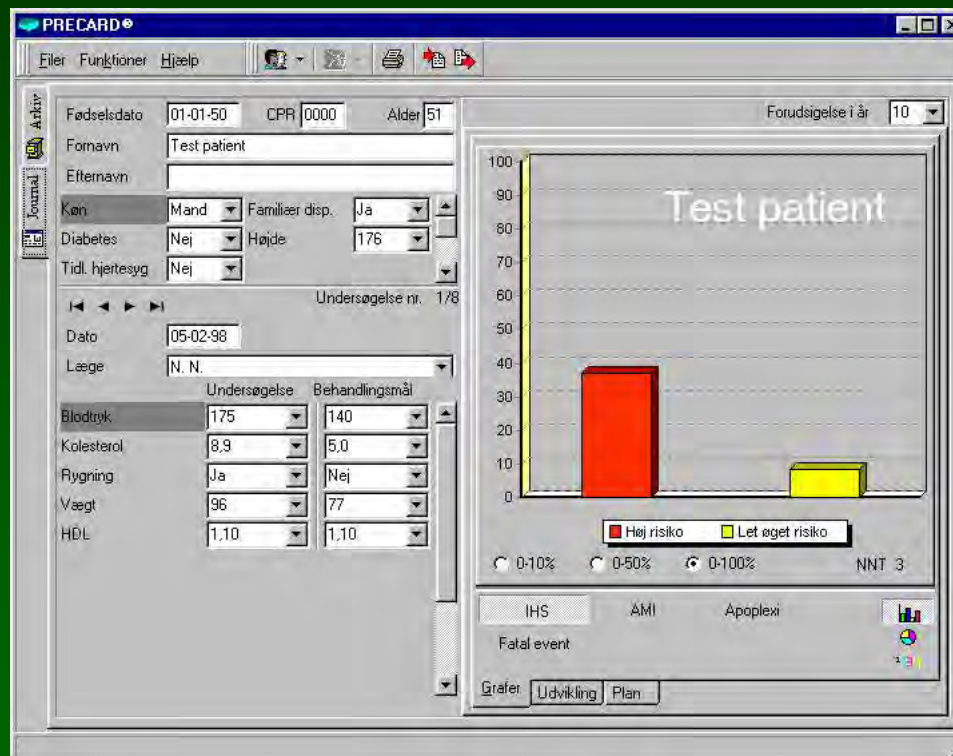 PRECARD®
Filer Funktioner Hjælp
Arkiv
Journal
Fødselsdato 01-01-50 CPR 0000 Alder 51
Fornavn Test patient
Efternavn
Køn Mand Familiær disp. Ja
Diabetes Nej Højde 176
Tidl. hjertesyg Nej
Undersøgelse nr. 1/8
Dato 05-02-98
Læge N. N.
Undersøgelse Behandlingsmål
Blodtryk 175 140
Kolesterol 8,9 5,0
Rygning Ja Nej
Vægt 96 77
HDL 1,10 1,10
Forudsigelse i år 10
Test patient
100
90
80
70
60
50
40
30
20
10
0
Høj risiko Let øget risiko
0-10% 0-50% 0-100% NNT 3
IHS AMI Apoplexi
Fatal event
Grafer Udvikling Plan